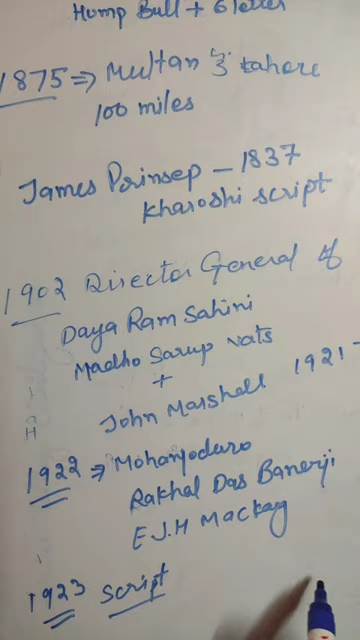 Hump Bull + 6 letter
1875 ⇒ Multan & Lahore
100 miles
James Prinsep – 1837
Kharoshi script
1902 Director General of
Daya Ram Sahini
Madho Sarup vats
+
John Marshall 1921 -
1922 ⇒ Mohanjodaro
Rakhal Das Banerji
E.J.H Mackay
1923 Script